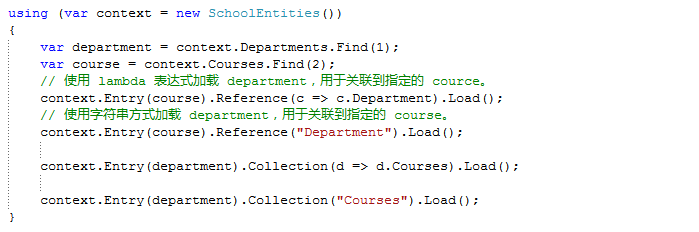 using (var context = new SchoolEntities())
{
var department = context.Departments.Find(1);
var course = context.Courses.Find(2);
// 使用 lambda 表达式加载 department，用于关联到指定的 cource。
context.Entry(course).Reference(c => c.Department).Load();
// 使用字符串方式加载 department，用于关联到指定的 course。
context.Entry(course).Reference("Department").Load();
context.Entry(department).Collection(d => d.Courses).Load();
context.Entry(department).Collection("Courses").Load();
}